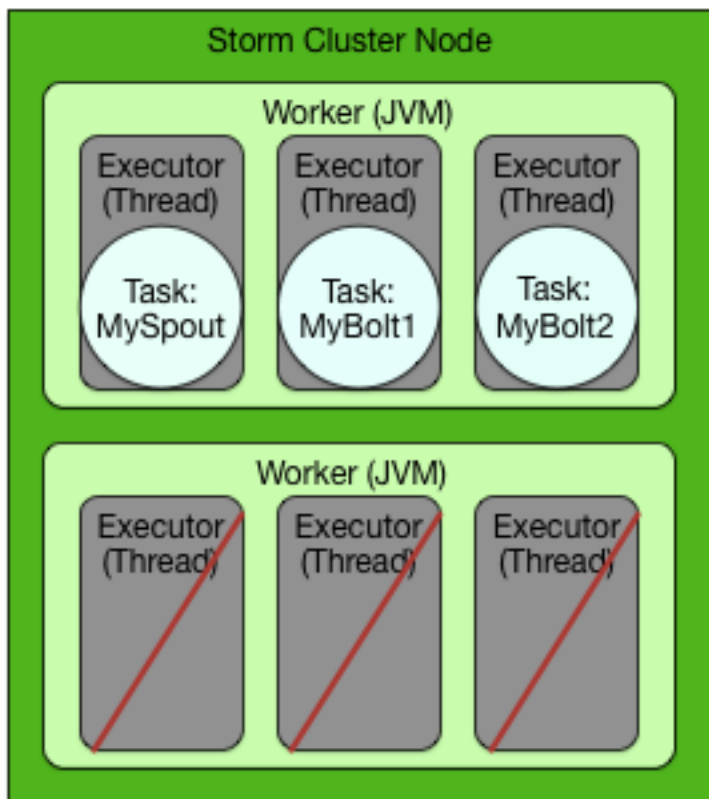 Storm Cluster Node
Worker (JVM)
Executor
(Thread)
Task:
MySpout
Executor
(Thread)
Task:
MyBolt1
Executor
(Thread)
Task:
MyBolt2
Worker (JVM)
Executor
(Thread)
Executor
(Thread)
Executor
(Thread)